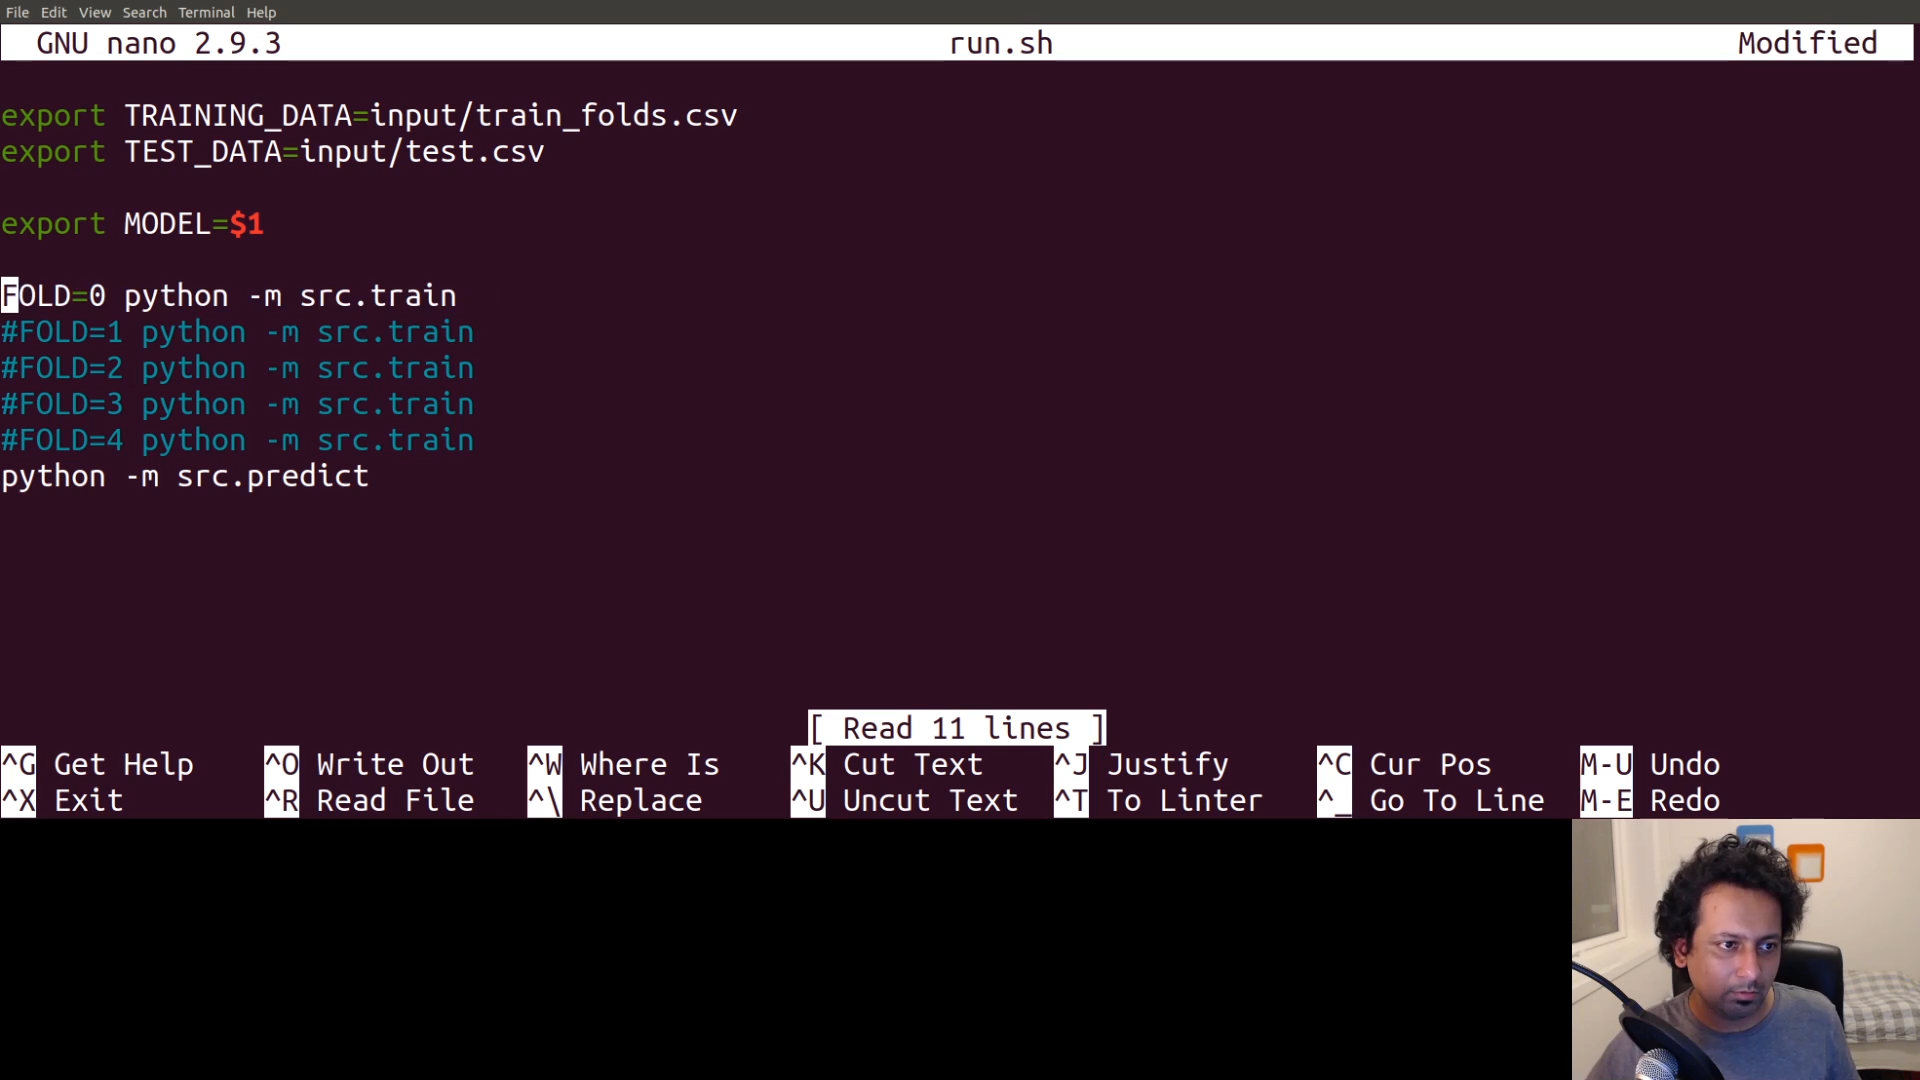 File Edit View Search Terminal Help
GNU nano 2.9.3 run.sh Modified
export TRAINING_DATA=input/train_folds.csv
export TEST_DATA=input/test.csv
export MODEL=$1
FOLD=0 python -m src.train
#FOLD=1 python -m src.train
#FOLD=2 python -m src.train
#FOLD=3 python -m src.train
#FOLD=4 python -m src.train
python -m src.predict
[ Read 11 lines ]
^G Get Help ^O Write Out ^W Where Is ^K Cut Text ^J Justify ^C Cur Pos M-U Undo
^X Exit ^R Read File ^\ Replace ^U Uncut Text ^T To Linter ^_ Go To Line M-E Redo